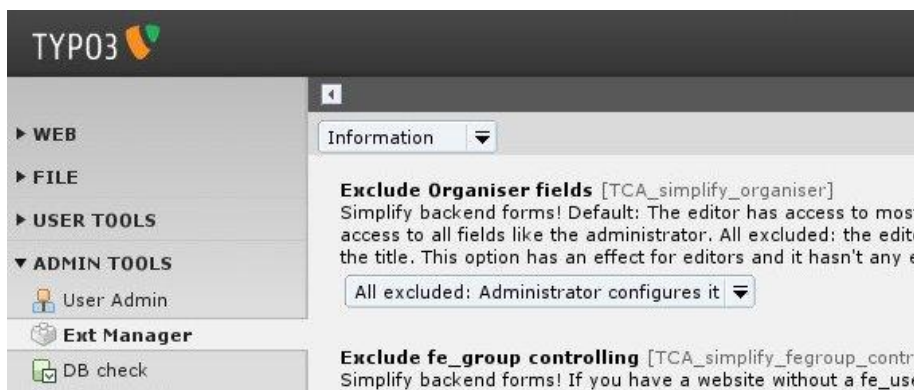 TYPO3
WEB
FILE
USER TOOLS
ADMIN TOOLS
User Admin
Ext Manager
DB check
Information
Exclude Organiser fields [TCA_simplify_organiser]
Simplify backend forms! Default: The editor has access to mos
access to all fields like the administrator. All excluded: the edit
the title. This option has an effect for editors and it hasn't any
All excluded: Administrator configures it
Exclude fe_group controlling [TCA_simplify_fegroup_contr
Simplify backend forms! If you have a website without a fe_use